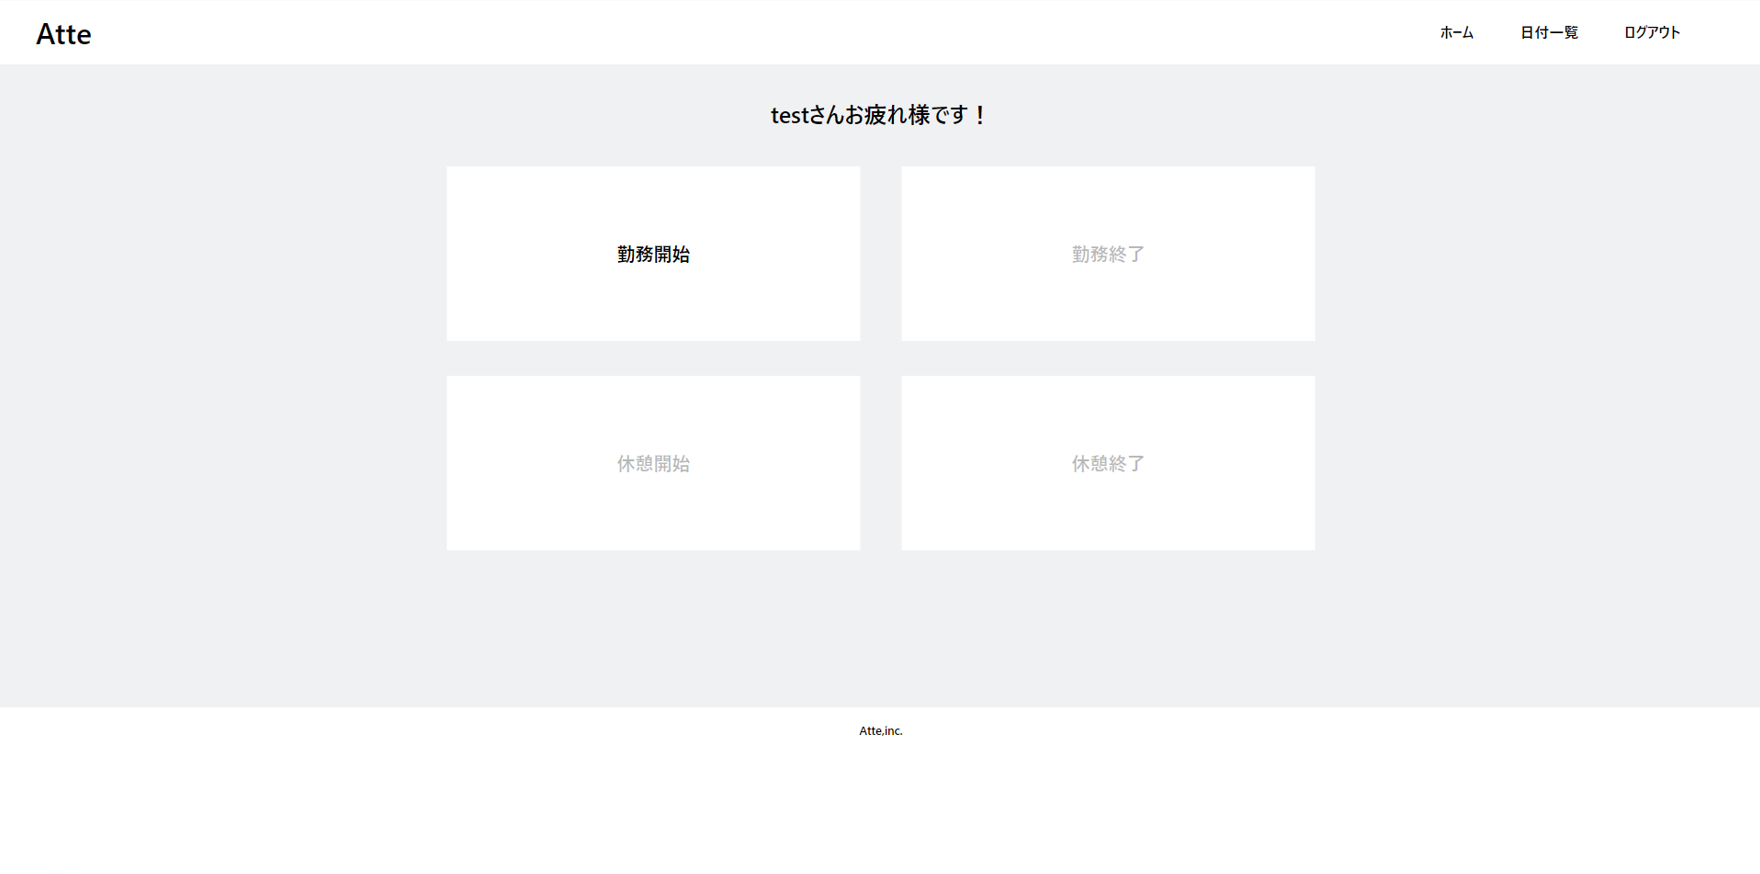 Atte
ホーム 日付一覧 ログアウト
testさんお疲れ様です！
勤務開始 勤務終了
休憩開始 休憩終了
Atte,inc.